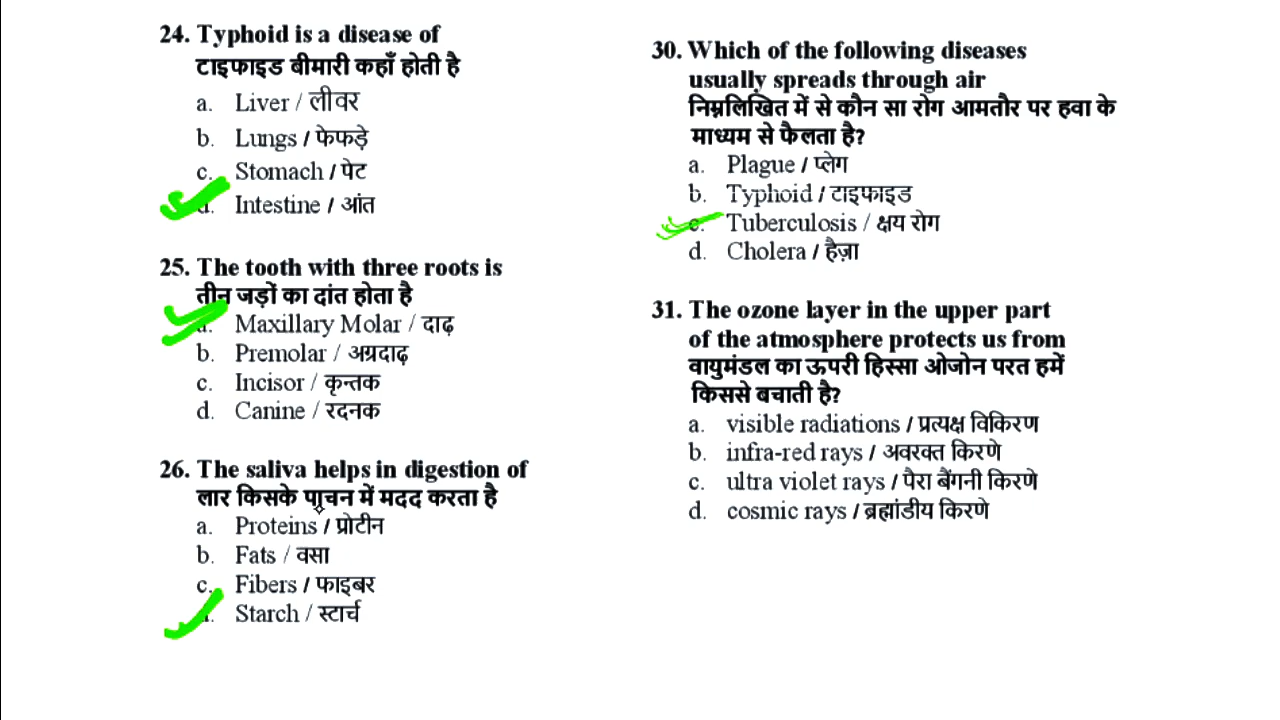 24. Typhoid is a disease of
टाइफाइड बीमारी कहाँ होती है
a. Liver / लीवर
b. Lungs / फेफड़े
c. Stomach / पेट
d. Intestine / आंत
25. The tooth with three roots is
तीन जड़ों का दांत होता है
a. Maxillary Molar / दाढ़
b. Premolar / अग्रदाढ़
c. Incisor / कृन्तक
d. Canine / रदनक
26. The saliva helps in digestion of
लार किसके पाचन में मदद करता है
a. Proteins / प्रोटीन
b. Fats / वसा
c. Fibers / फाइबर
d. Starch / स्टार्च
30. Which of the following diseases
usually spreads through air
निम्नलिखित में से कौन सा रोग आमतौर पर हवा के
माध्यम से फैलता है?
a. Plague / प्लेग
b. Typhoid / टाइफाइड
c. Tuberculosis / क्षय रोग
d. Cholera / हैज़ा
31. The ozone layer in the upper part
of the atmosphere protects us from
वायुमंडल का ऊपरी हिस्सा ओजोन परत हमें
किससे बचाती है?
a. visible radiations / प्रत्यक्ष विकिरण
b. infra-red rays / अवरक्त किरणे
c. ultra violet rays / पैरा बैंगनी किरणे
d. cosmic rays / ब्रह्मांडीय किरणे